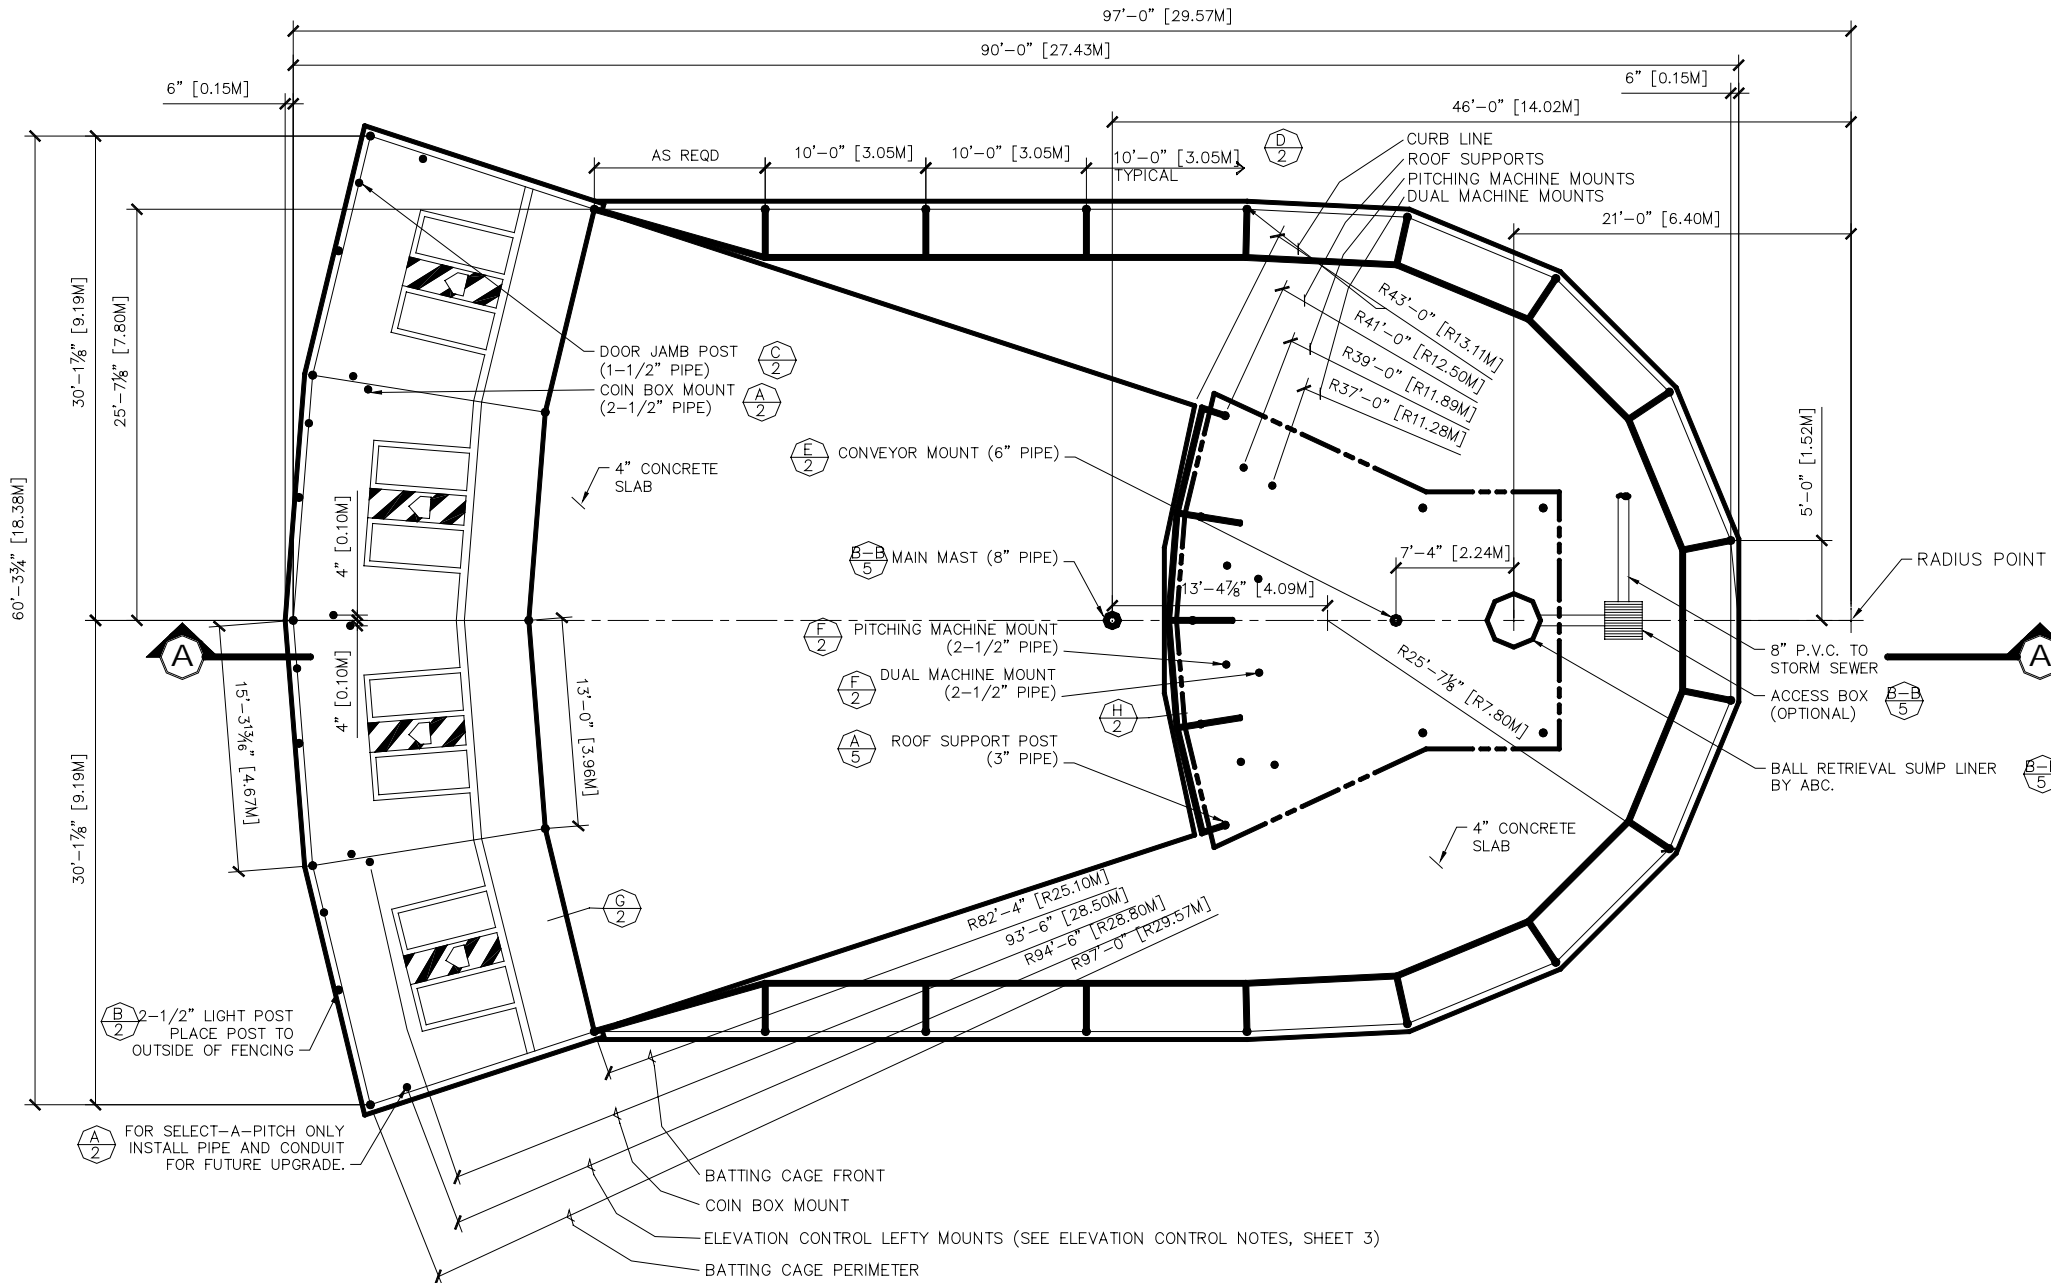 97'-0" [29.57M]
90'-0" [27.43M]
6" [0.15M]
6" [0.15M]
46'-0" [14.02M]
AS REQD
10'-0" [3.05M]
10'-0" [3.05M]
10'-0" [3.05M]
TYPICAL
D
2
CURB LINE
ROOF SUPPORTS
PITCHING MACHINE MOUNTS
DUAL MACHINE MOUNTS
21'-0" [6.40M]
60'-3¾" [18.38M]
30'-1⅞" [9.19M]
25'-7⅞" [7.80M]
30'-1⅞" [9.19M]
R43'-0" [R13.11M]
R41'-0" [R12.50M]
R39'-0" [R11.89M]
R37'-0" [R11.28M]
DOOR JAMB POST
(1-1/2" PIPE)
C
2
COIN BOX MOUNT
(2-1/2" PIPE)
A
2
4" CONCRETE
SLAB
E
2
CONVEYOR MOUNT (6" PIPE)
5'-0" [1.52M]
4" [0.10M]
4" [0.10M]
B-B
5
MAIN MAST (8" PIPE)
7'-4" [2.24M]
13'-4⅞" [4.09M]
RADIUS POINT
A
A
F
2
PITCHING MACHINE MOUNT
(2-1/2" PIPE)
F
2
DUAL MACHINE MOUNT
(2-1/2" PIPE)
H
2
A
5
ROOF SUPPORT POST
(3" PIPE)
R25'-7⅞" [R7.80M]
8" P.V.C. TO
STORM SEWER
ACCESS BOX
(OPTIONAL)
B-B
5
BALL RETRIEVAL SUMP LINER
BY ABC.
5
15'-3 13/16" [4.67M]
13'-0" [3.96M]
4" CONCRETE
SLAB
G
2
R82'-4" [R25.10M]
93'-6" [28.50M]
R94'-6" [R28.80M]
R97'-0" [R29.57M]
B
2
2-1/2" LIGHT POST
PLACE POST TO
OUTSIDE OF FENCING
A
2
FOR SELECT-A-PITCH ONLY
INSTALL PIPE AND CONDUIT
FOR FUTURE UPGRADE.
BATTING CAGE FRONT
COIN BOX MOUNT
ELEVATION CONTROL LEFTY MOUNTS (SEE ELEVATION CONTROL NOTES, SHEET 3)
BATTING CAGE PERIMETER